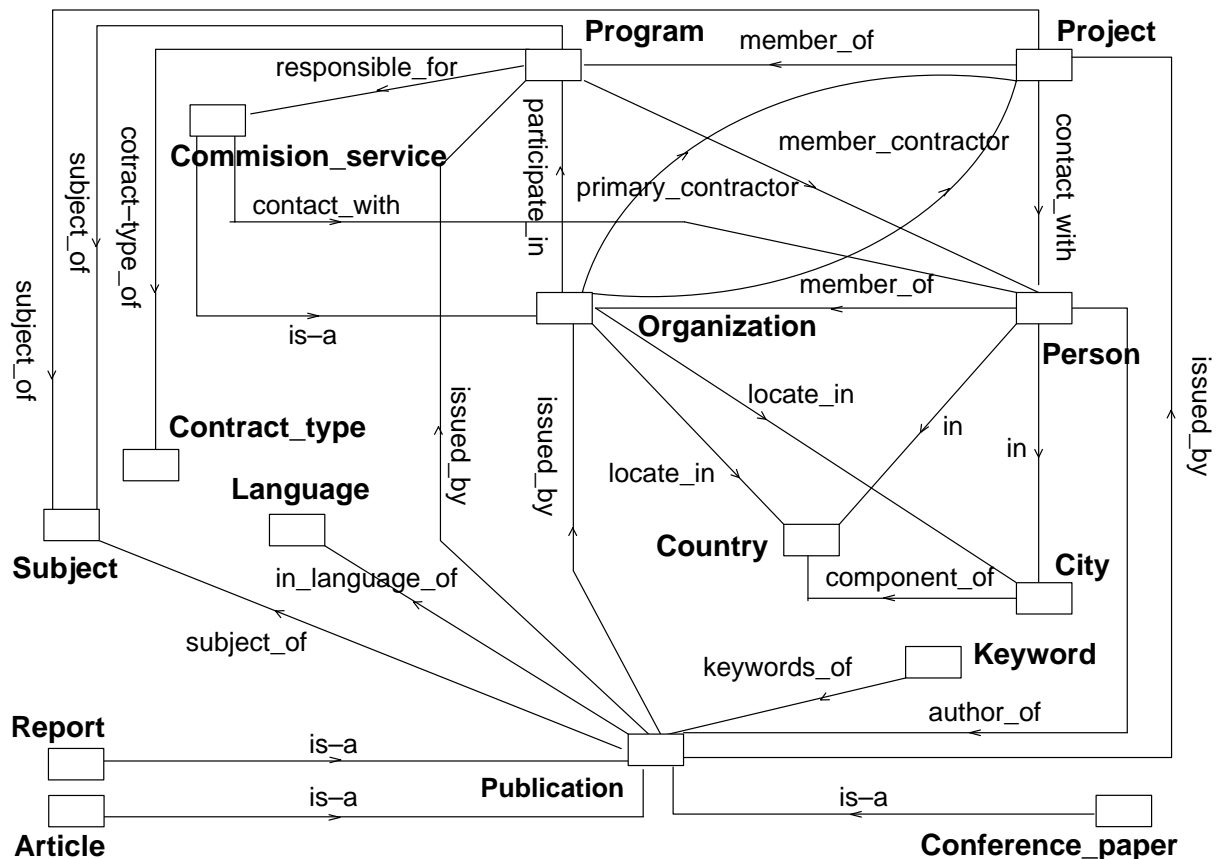 Program
Project
member_of
responsible_for
participate_in
member_contractor
contact_with
Commision_service
primary_contractor
cotract–type_of
subject_of
contact_with
subject_of
member_of
Organization
is–a
Person
issued_by
locate_in
Contract_type
in
in
issued_by
issued_by
locate_in
Language
Country
City
Subject
in_language_of
component_of
subject_of
Keyword
keywords_of
Report
author_of
is–a
Publication
is–a
is–a
Article
Conference_paper